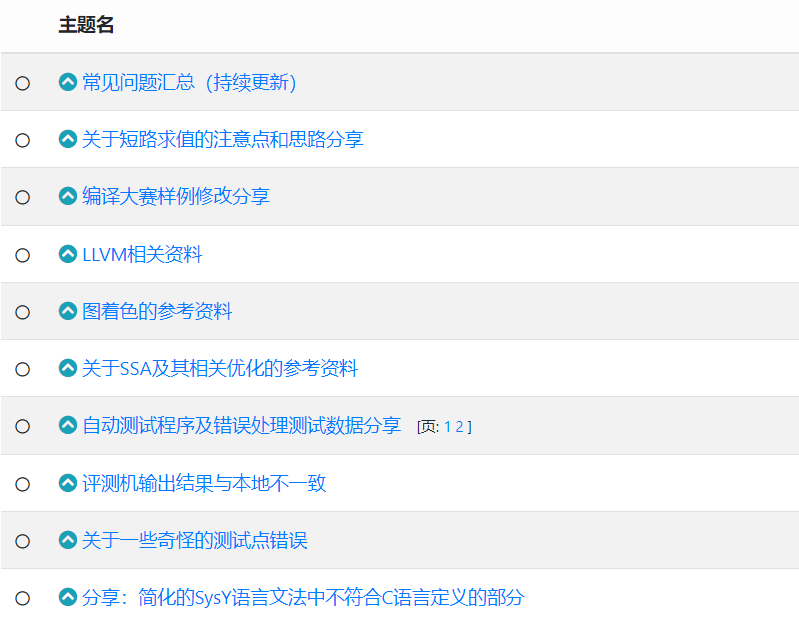 主题名
常见问题汇总（持续更新）
关于短路求值的注意点和思路分享
编译大赛样例修改分享
LLVM相关资料
图着色的参考资料
关于SSA及其相关优化的参考资料
自动测试程序及错误处理测试数据分享 [页: 1 2 ]
评测机输出结果与本地不一致
关于一些奇怪的测试点错误
分享：简化的SysY语言文法中不符合C语言定义的部分